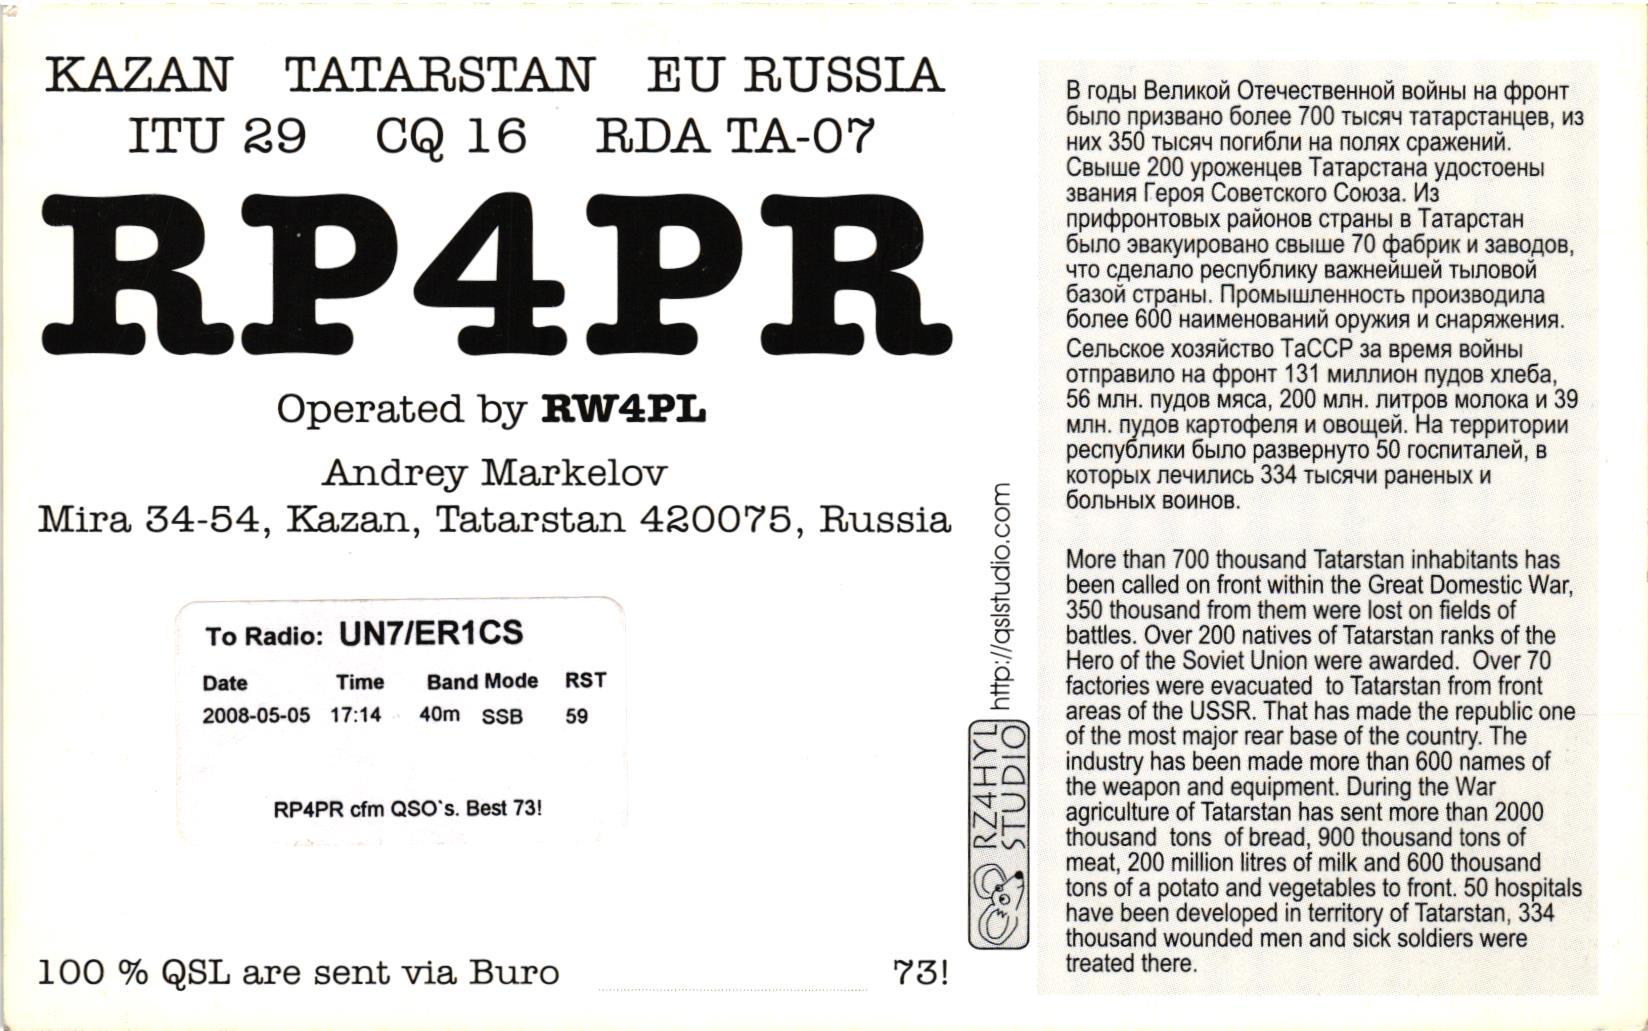 KAZAN TATARSTAN EU RUSSIA
ITU 29 CQ 16 RDA TA-07
RP4PR
Operated by RW4PL
Andrey Markelov
Mira 34-54, Kazan, Tatarstan 420075, Russia
To Radio: UN7/ER1CS
Date Time Band Mode RST
2008-05-05 17:14 40m SSB 59
RP4PR cfm QSO`s. Best 73!
100 % QSL are sent via Buro 73!
http://qslstudio.com
RZ4HYL
STUDIO
В годы Великой Отечественной войны на фронт
было призвано более 700 тысяч татарстанцев, из
них 350 тысяч погибли на полях сражений.
Свыше 200 уроженцев Татарстана удостоены
звания Героя Советского Союза. Из
прифронтовых районов страны в Татарстан
было эвакуировано свыше 70 фабрик и заводов,
что сделало республику важнейшей тыловой
базой страны. Промышленность производила
более 600 наименований оружия и снаряжения.
Сельское хозяйство ТаССР за время войны
отправило на фронт 131 миллион пудов хлеба,
56 млн. пудов мяса, 200 млн. литров молока и 39
млн. пудов картофеля и овощей. На территории
республики было развернуто 50 госпиталей, в
которых лечились 334 тысячи раненых и
больных воинов.
More than 700 thousand Tatarstan inhabitants has
been called on front within the Great Domestic War,
350 thousand from them were lost on fields of
battles. Over 200 natives of Tatarstan ranks of the
Hero of the Soviet Union were awarded. Over 70
factories were evacuated to Tatarstan from front
areas of the USSR. That has made the republic one
of the most major rear base of the country. The
industry has been made more than 600 names of
the weapon and equipment. During the War
agriculture of Tatarstan has sent more than 2000
thousand tons of bread, 900 thousand tons of
meat, 200 million litres of milk and 600 thousand
tons of a potato and vegetables to front. 50 hospitals
have been developed in territory of Tatarstan, 334
thousand wounded men and sick soldiers were
treated there.